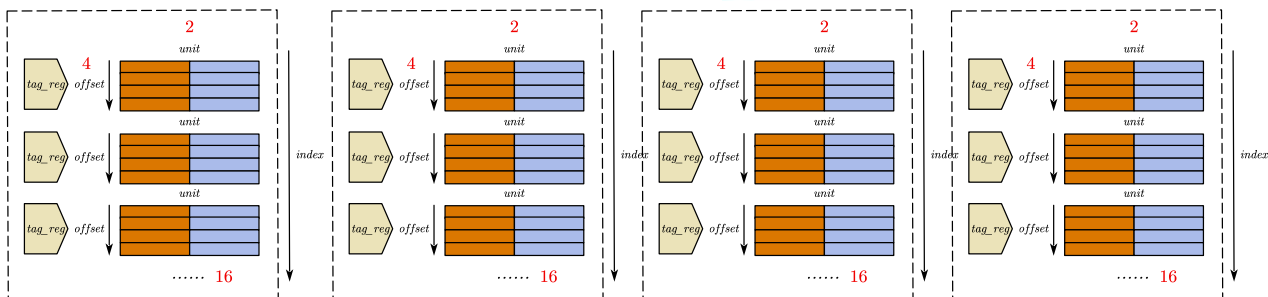 2 2 2 2
unit unit unit unit
4 4 4 4
tag_reg offset tag_reg offset tag_reg offset tag_reg offset
unit unit unit unit
tag_reg offset index tag_reg offset index tag_reg offset index tag_reg offset index
unit unit unit unit
tag_reg offset tag_reg offset tag_reg offset tag_reg offset
...... 16 ...... 16 ...... 16 ...... 16